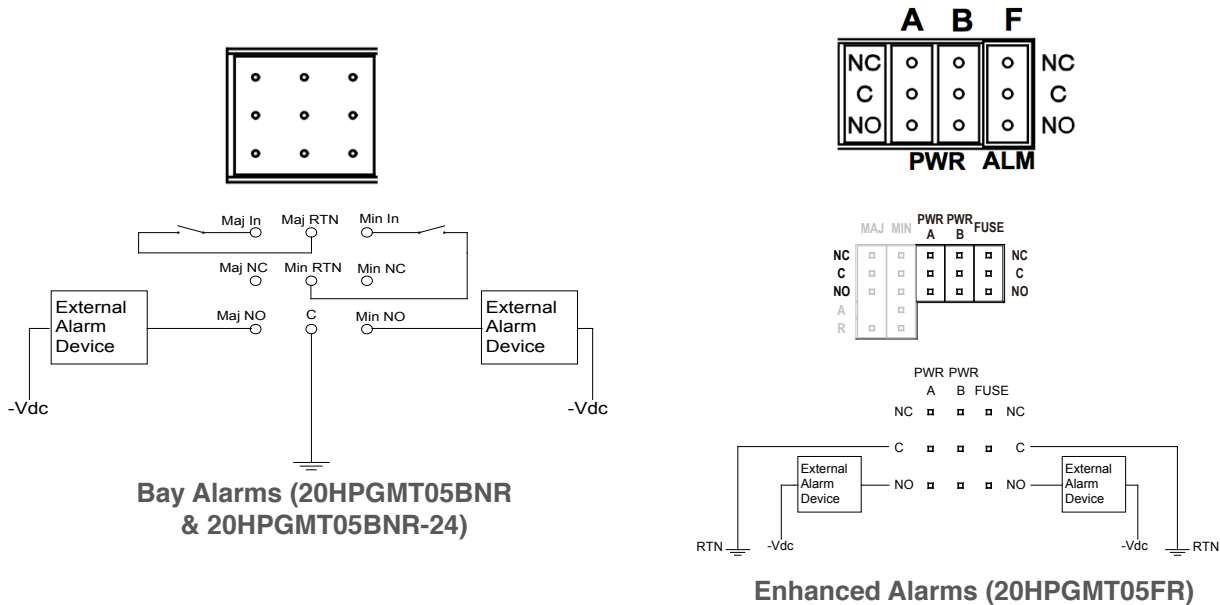 Maj In Maj RTN Min In
Maj NC Min RTN Min NC
Maj NO C Min NO
External
Alarm
Device
External
Alarm
Device
-Vdc
-Vdc
Bay Alarms (20HPGMT05BNR
& 20HPGMT05BNR-24)
A B F
NC NC
C C
NO NO
PWR ALM
MAJ MIN PWR A PWR B FUSE
NC NC
C C
NO NO
A
R
PWR PWR
A B FUSE
NC NC
C C
NO NO
External
Alarm
Device
External
Alarm
Device
RTN -Vdc -Vdc RTN
Enhanced Alarms (20HPGMT05FR)